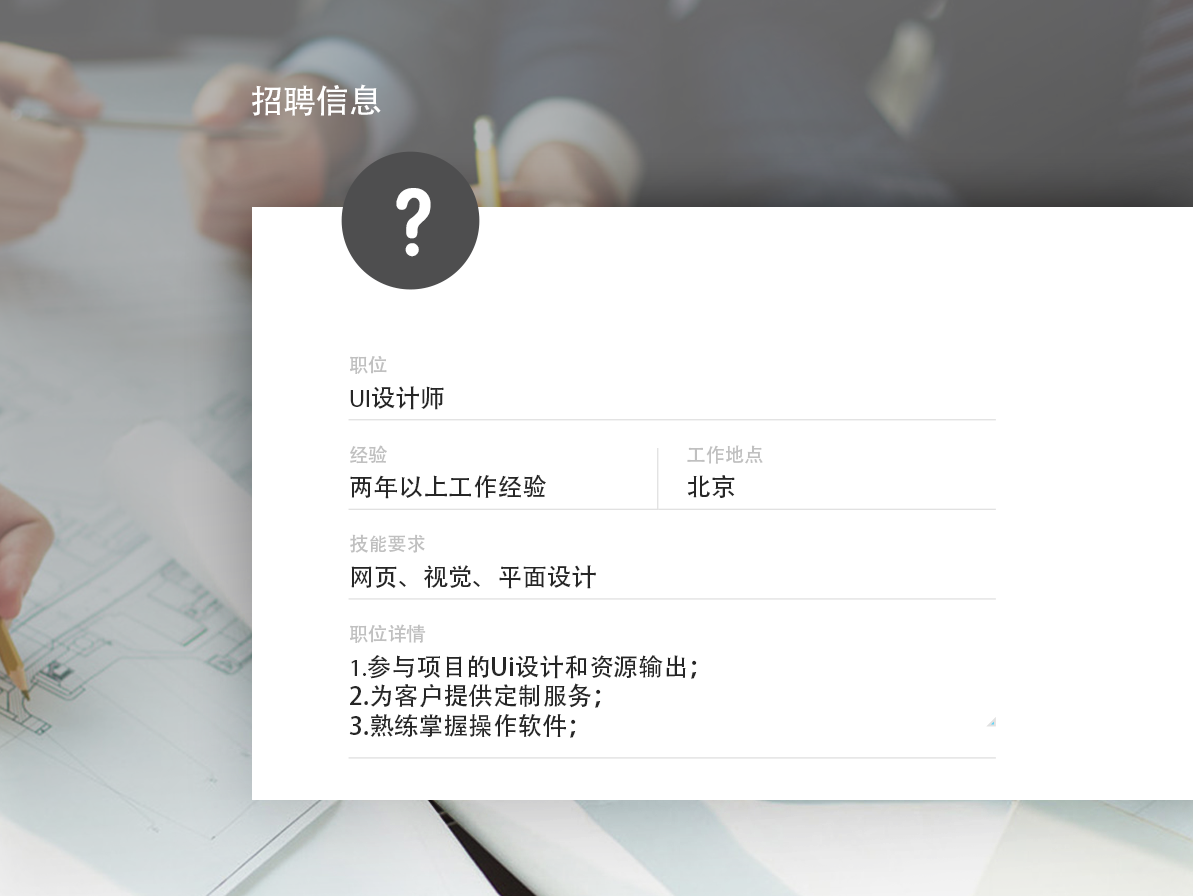 招聘信息
?
职位
UI设计师
经验
工作地点
两年以上工作经验
北京
技能要求
网页、视觉、平面设计
职位详情
1.参与项目的Ui设计和资源输出；
2.为客户提供定制服务；
3.熟练掌握操作软件；